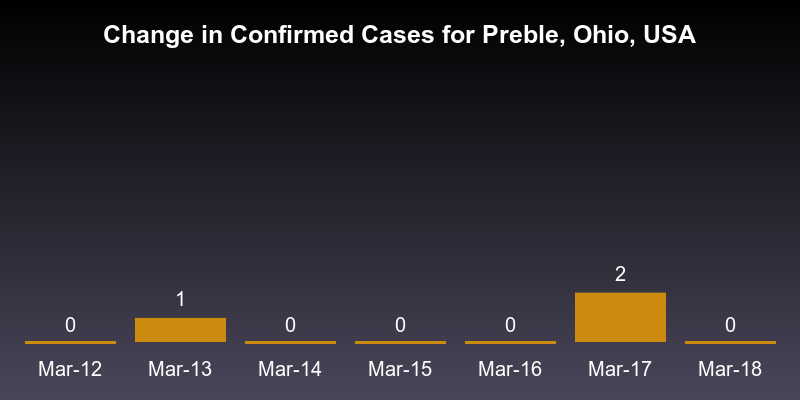 Change in Confirmed Cases for Preble, Ohio, USA
2
1
0 0 0 0 0
Mar-12 Mar-13 Mar-14 Mar-15 Mar-16 Mar-17 Mar-18